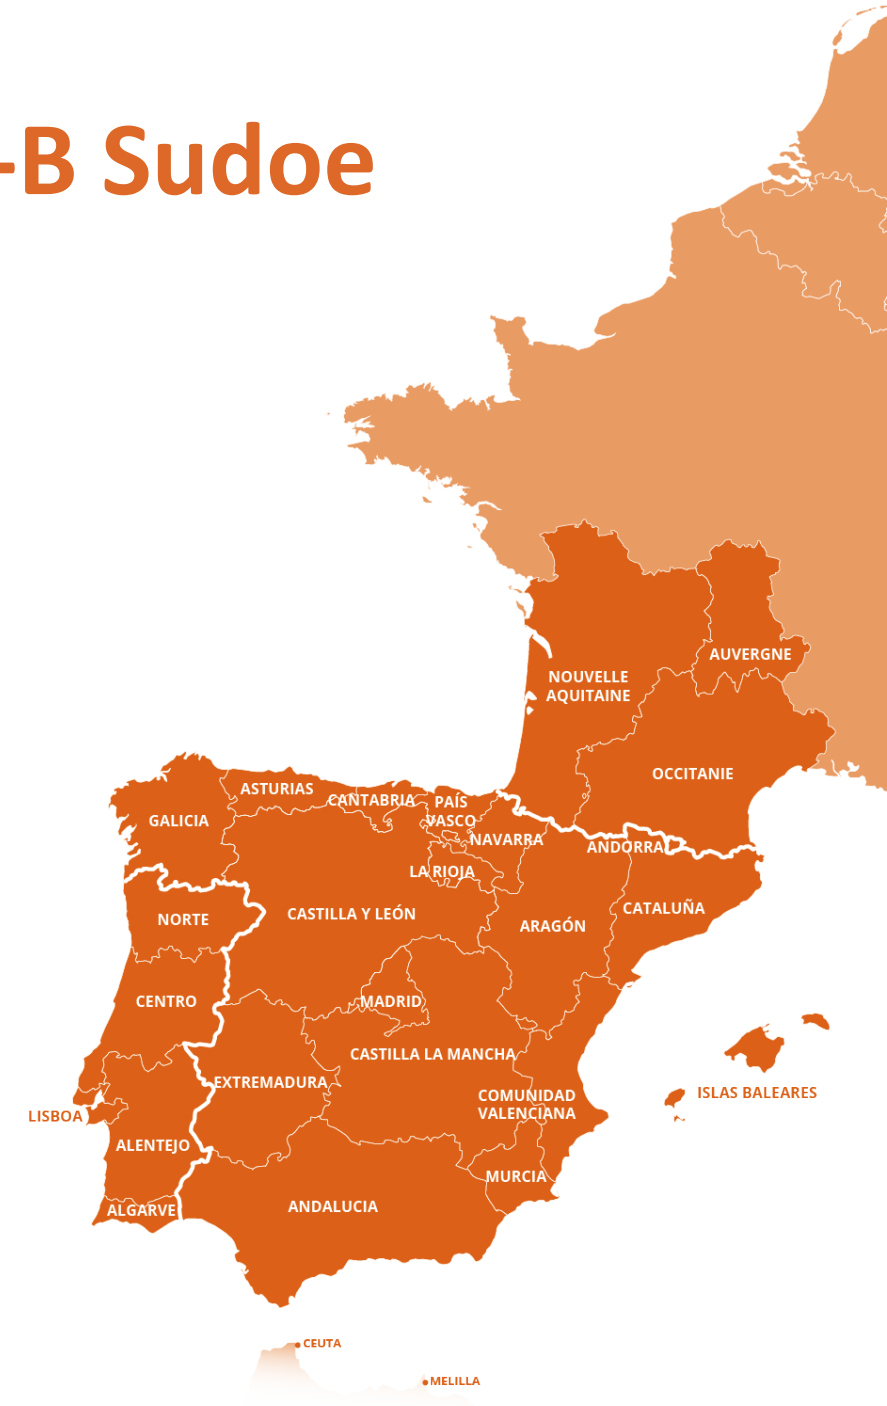 -B Sudoe
AUVERGNE
NOUVELLE
AQUITAINE
OCCITANIE
ASTURIAS
CANTABRIA
PAÍS
VASCO
GALICIA
NAVARRA
ANDORRA
LA RIOJA
CATALUÑA
CASTILLA Y LEÓN
NORTE
ARAGÓN
CENTRO
MADRID
CASTILLA LA MANCHA
EXTREMADURA
ISLAS BALEARES
COMUNIDAD
VALENCIANA
LISBOA
ALENTEJO
MURCIA
ANDALUCIA
ALGARVE
CEUTA
MELILLA